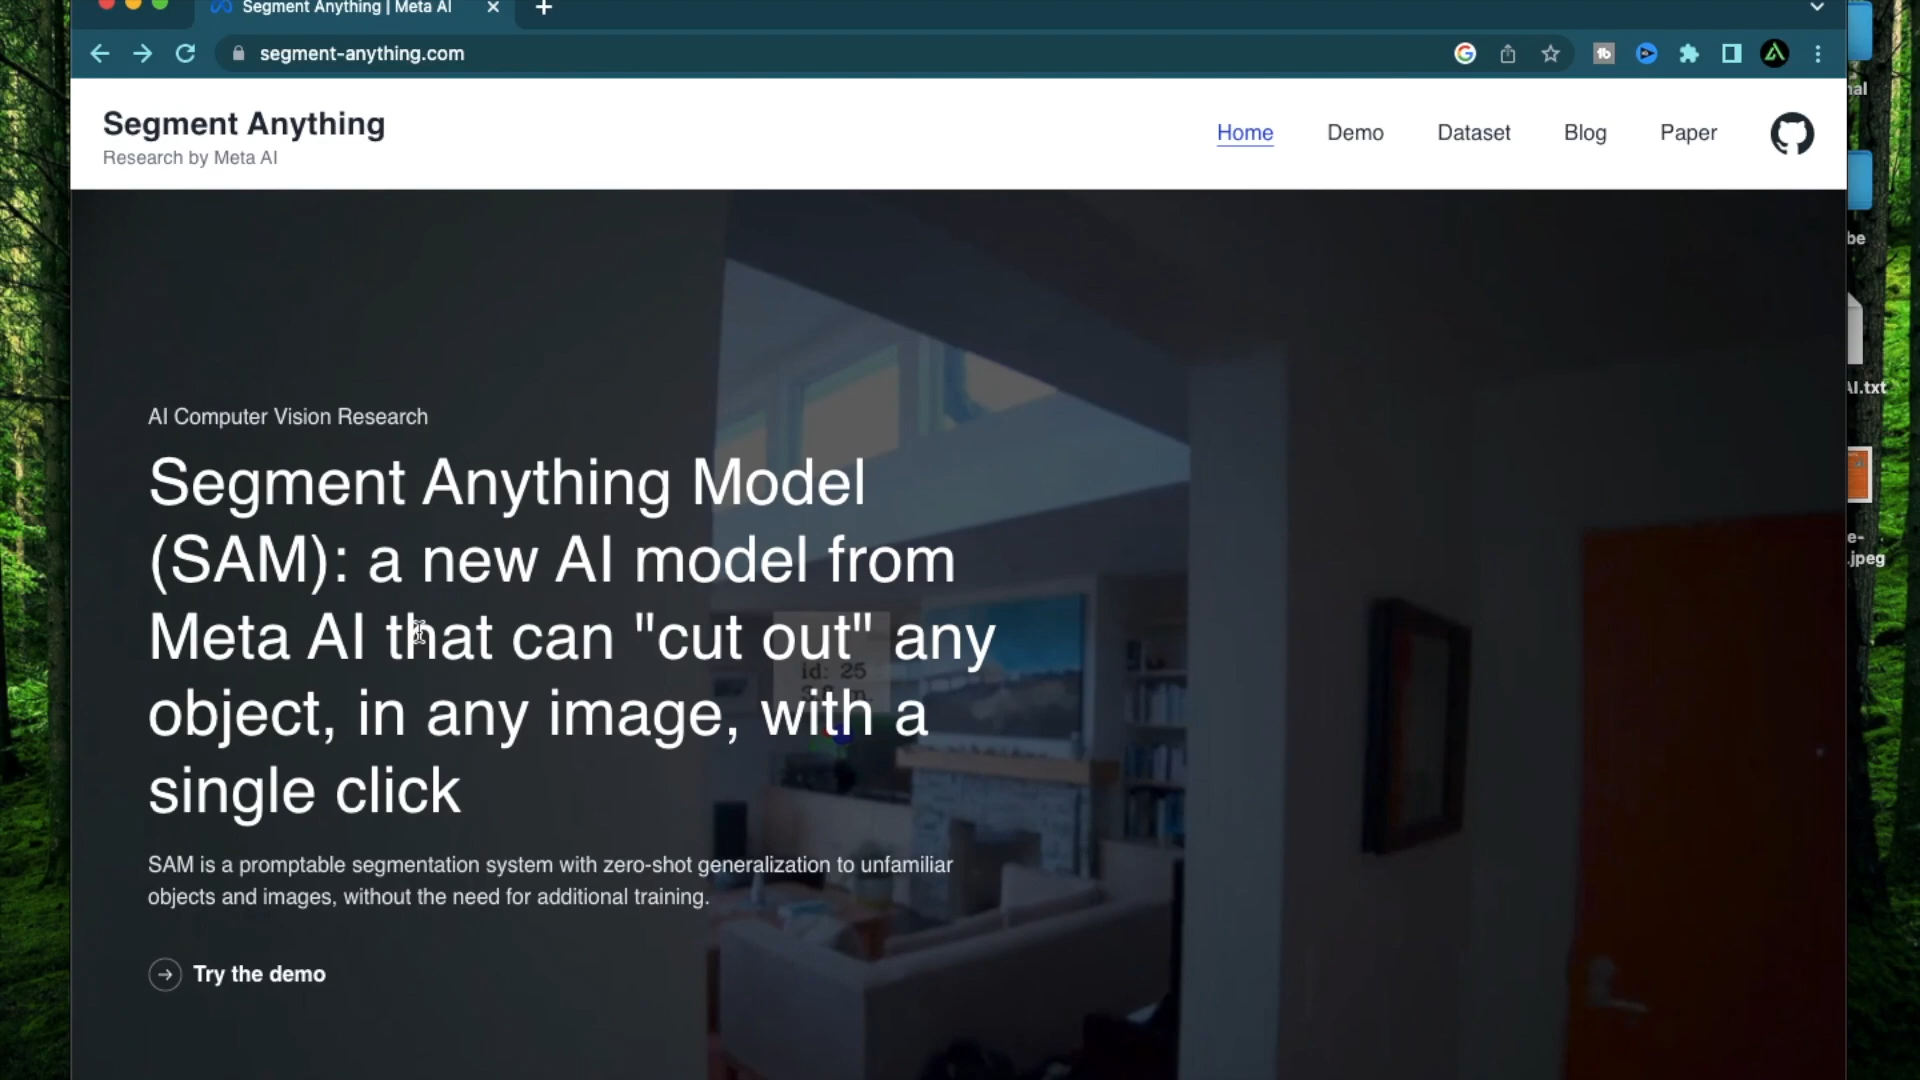 Segment Anything | Meta AI
segment-anything.com
Segment Anything
Research by Meta AI
Home
Demo
Dataset
Blog
Paper
AI Computer Vision Research
Segment Anything Model
(SAM): a new AI model from
Meta AI that can "cut out" any
object, in any image, with a
single click
id: 25
SAM is a promptable segmentation system with zero-shot generalization to unfamiliar
objects and images, without the need for additional training.
Try the demo
nal
be
AI.txt
e-
.jpeg